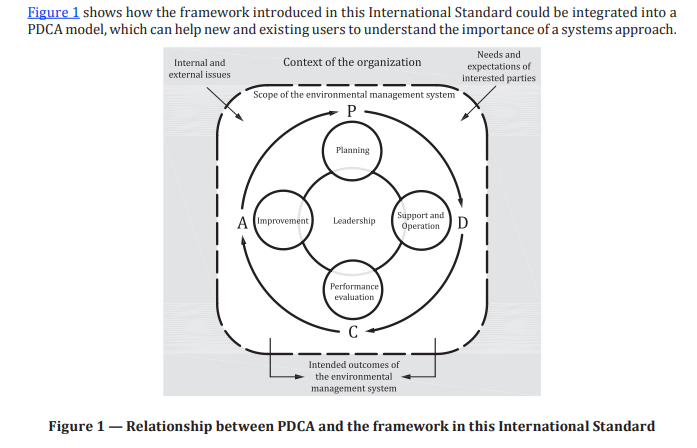 Figure 1 shows how the framework introduced in this International Standard could be integrated into a
PDCA model, which can help new and existing users to understand the importance of a systems approach.
Internal and
external issues
Context of the organization
Needs and
expectations of
interested parties
Scope of the environmental management system
P
Planning
A
Improvement
Leadership
Support and
Operation
D
Performance
evaluation
C
Intended outcomes of
the environmental
management system
Figure 1 — Relationship between PDCA and the framework in this International Standard